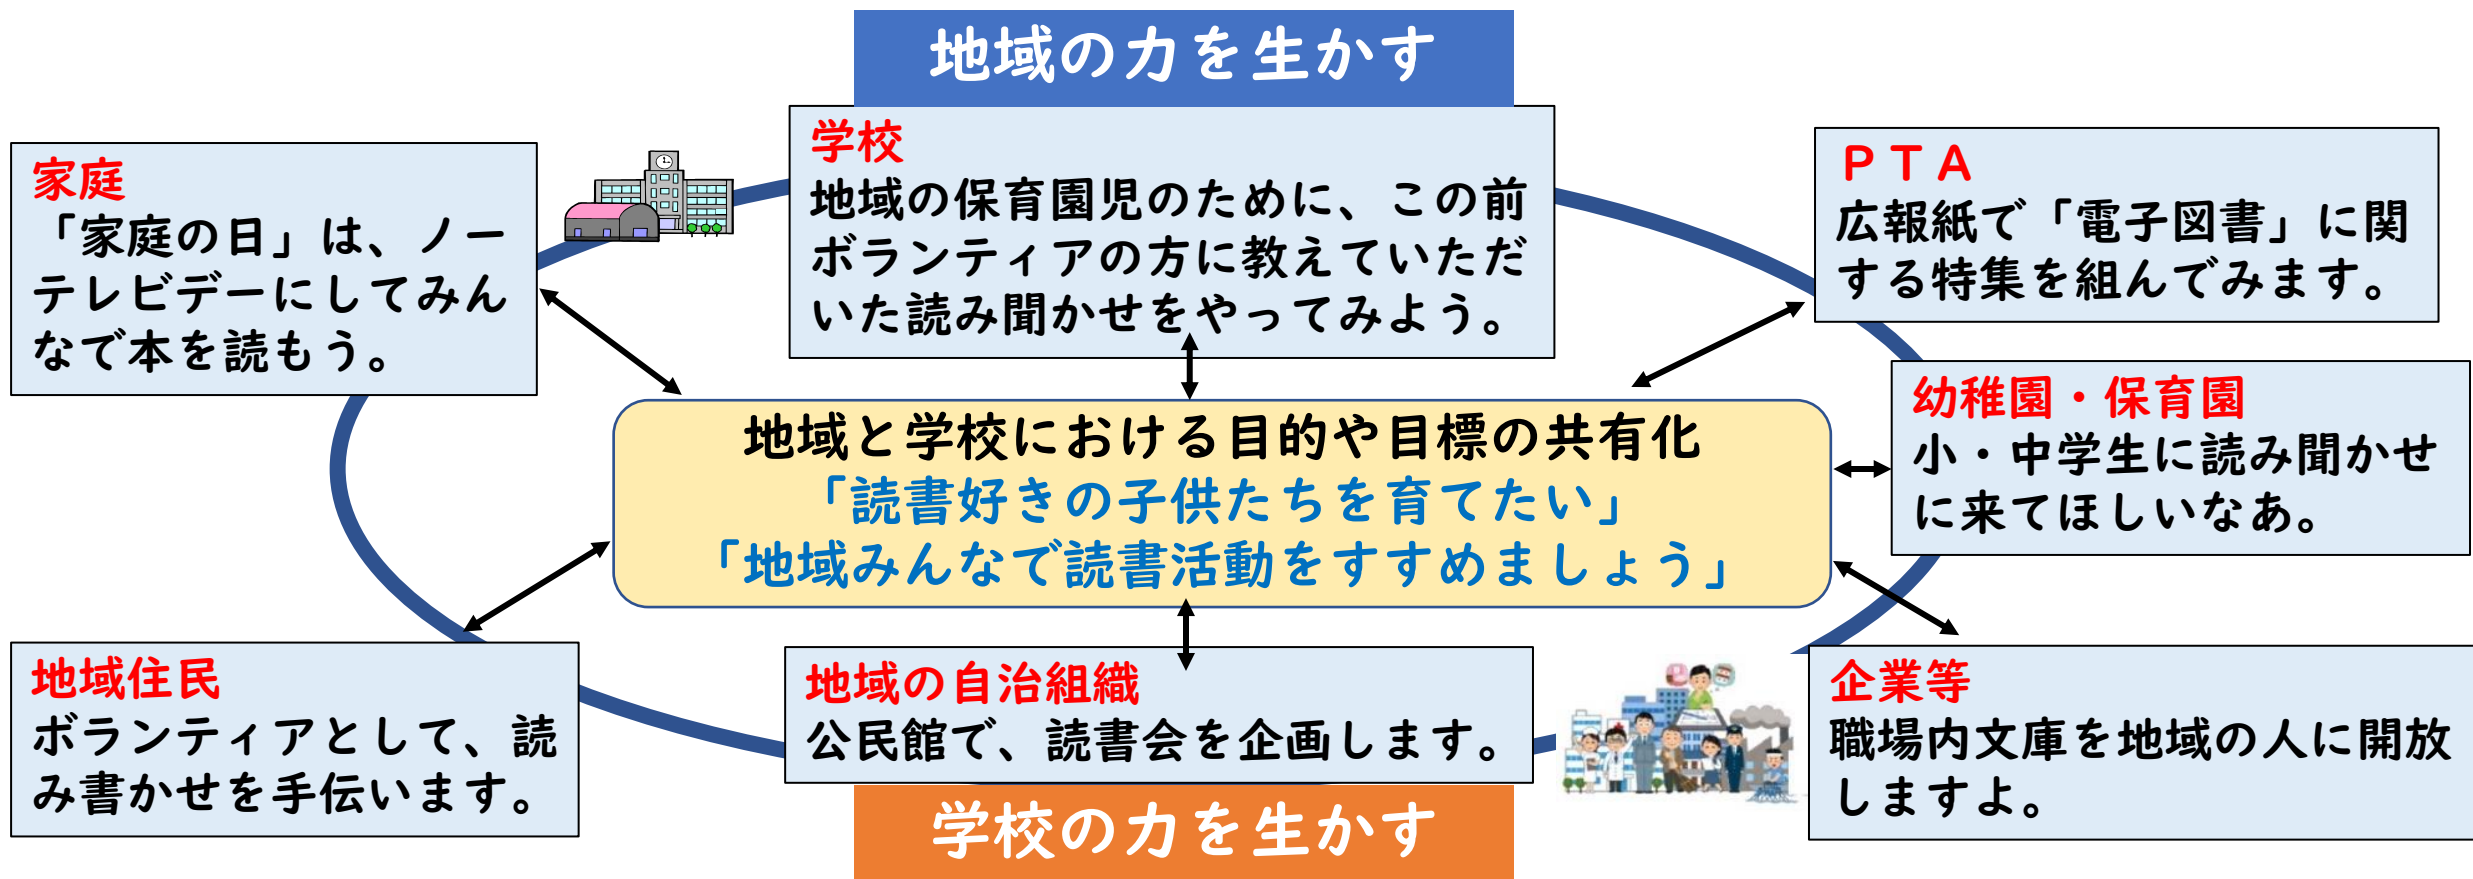 地域の力を生かす
学校
地域の保育園児のために、この前
ボランティアの方に教えていただ
いた読み聞かせをやってみよう。
家庭
「家庭の日」は、ノー
テレビデーにしてみん
なで本を読もう。
ＰＴＡ
広報紙で「電子図書」に関
する特集を組んでみます。
幼稚園・保育園
小・中学生に読み聞かせ
に来てほしいなあ。
地域と学校における目的や目標の共有化
「読書好きの子供たちを育てたい」
「地域みんなで読書活動をすすめましょう」
地域住民
ボランティアとして、読
み書かせを手伝います。
地域の自治組織
公民館で、読書会を企画します。
企業等
職場内文庫を地域の人に開放
しますよ。
学校の力を生かす